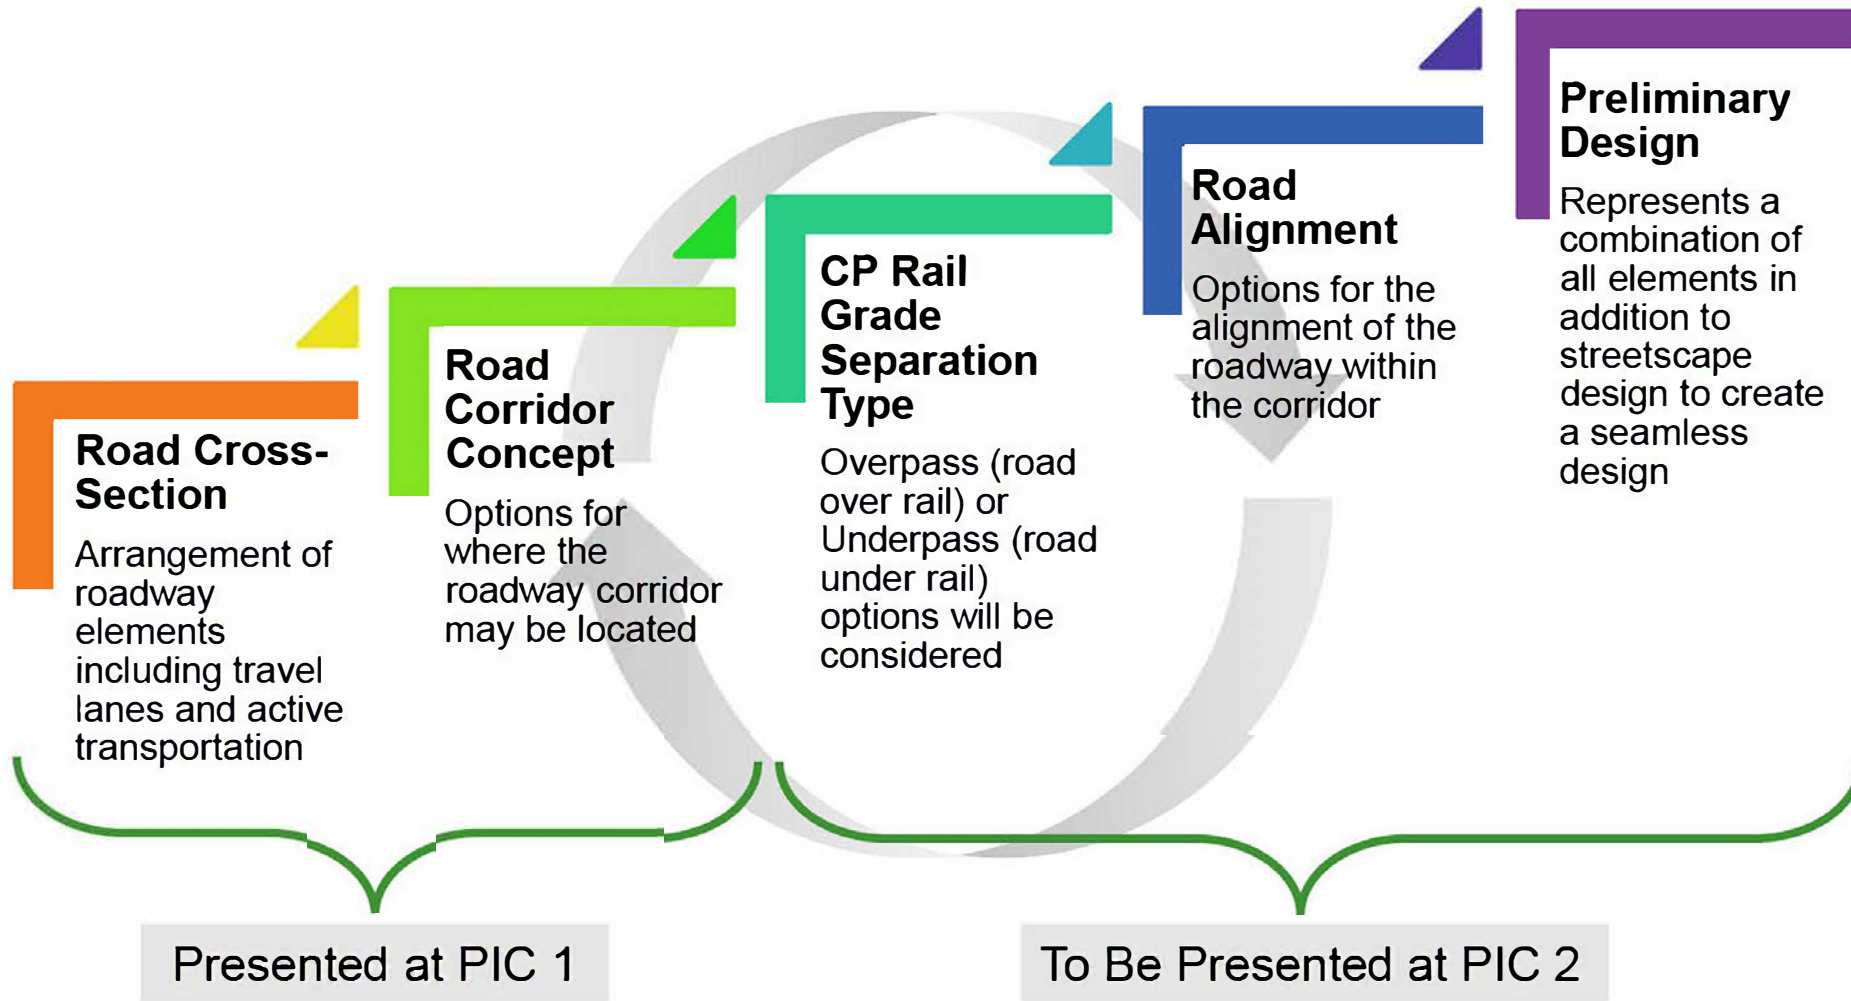 Road Cross-
Section
Arrangement of
roadway
elements
including travel
lanes and active
transportation
Road
Corridor
Concept
Options for
where the
roadway corridor
may be located
CP Rail
Grade
Separation
Type
Overpass (road
over rail) or
Underpass (road
under rail)
options will be
considered
Road
Alignment
Options for the
alignment of the
roadway within
the corridor
Preliminary
Design
Represents a
combination of
all elements in
addition to
streetscape
design to create
a seamless
design
Presented at PIC 1
To Be Presented at PIC 2